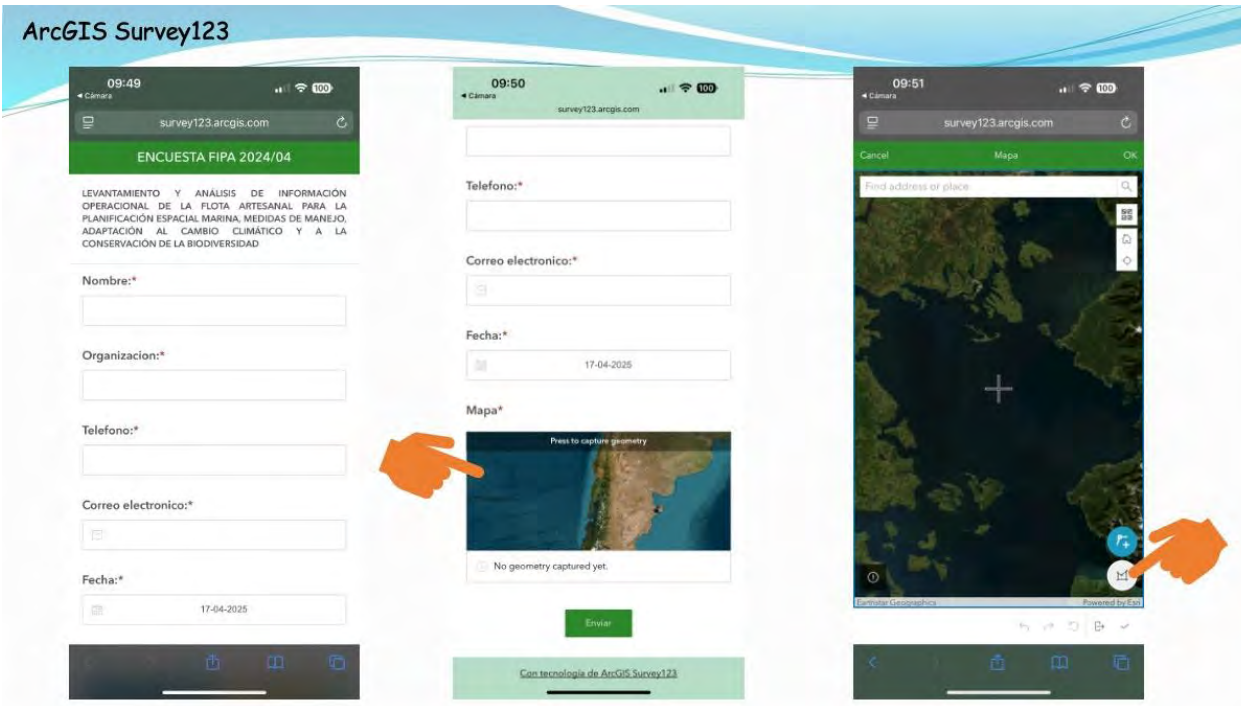 ArcGIS Survey123
09:49
◄ Cámara
100
survey123.arcgis.com
ENCUESTA FIPA 2024/04
LEVANTAMIENTO Y ANÁLISIS DE INFORMACIÓN
OPERACIONAL DE LA FLOTA ARTESANAL PARA LA
PLANIFICACIÓN ESPACIAL MARINA, MEDIDAS DE MANEJO,
ADAPTACIÓN AL CAMBIO CLIMÁTICO Y A LA
CONSERVACIÓN DE LA BIODIVERSIDAD
Nombre:*
Organizacion:*
Telefono:*
Correo electronico:*
Fecha:*
17-04-2025
09:50
◄ Cámara
100
survey123.arcgis.com
Telefono:*
Correo electronico:*
Fecha:*
17-04-2025
Mapa*
Press to capture geometry
No geometry captured yet.
Enviar
Con tecnología de ArcGIS Survey123
09:51
◄ Cámara
100
survey123.arcgis.com
Cancel Mapa OK
Find address or place
Earthstar Geographics Powered by Esri